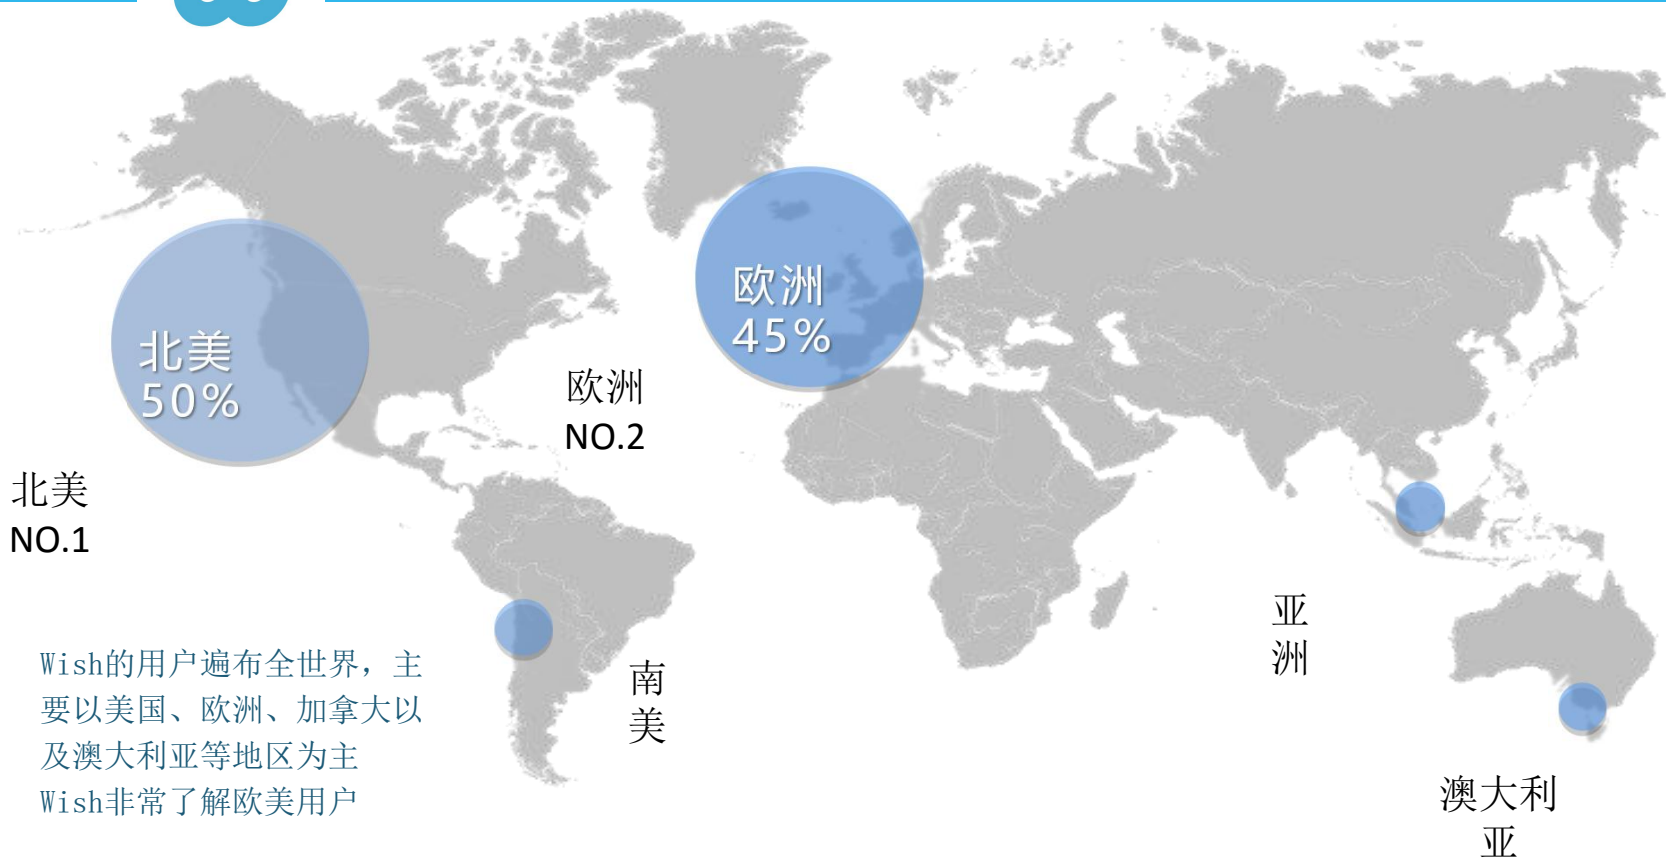 北美
50%
欧洲
45%
欧洲
NO.2
北美
NO.1
亚
洲
南
美
Wish的用户遍布全世界，主
要以美国、欧洲、加拿大以
及澳大利亚等地区为主
Wish非常了解欧美用户
澳大利
亚